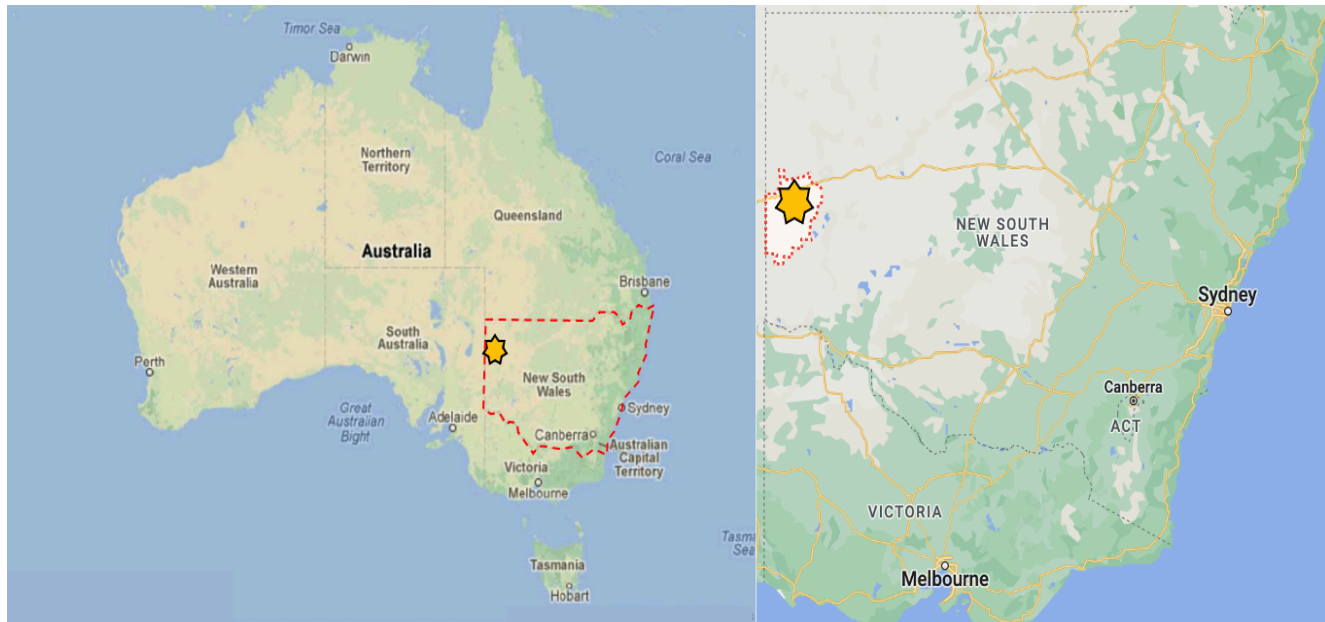 Timor Sea
Darwin
Northern
Territory
Coral Sea
Queensland
Australia
Western
Australia
Brisbane
South
Australia
Perth
New South
Wales
Great
Australian
Bight
Adelaide
Sydney
Canberra
Australian
Capital
Territory
Victoria
Melbourne
Tasma
Sea
Tasmania
Hobart
NEW SOUTH
WALES
Sydney
Canberra
ACT
VICTORIA
Melbourne